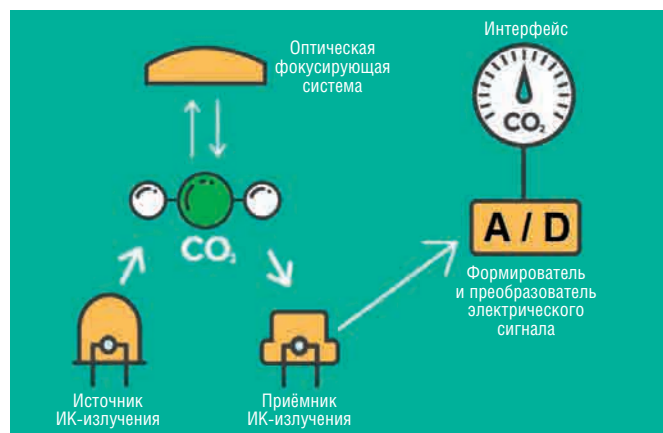 Оптическая
фокусирующая
система
Интерфейс
CO₂
CO₂
A / D
Формирователь
и преобразователь
электрического
сигнала
Источник
ИК-излучения
Приёмник
ИК-излучения